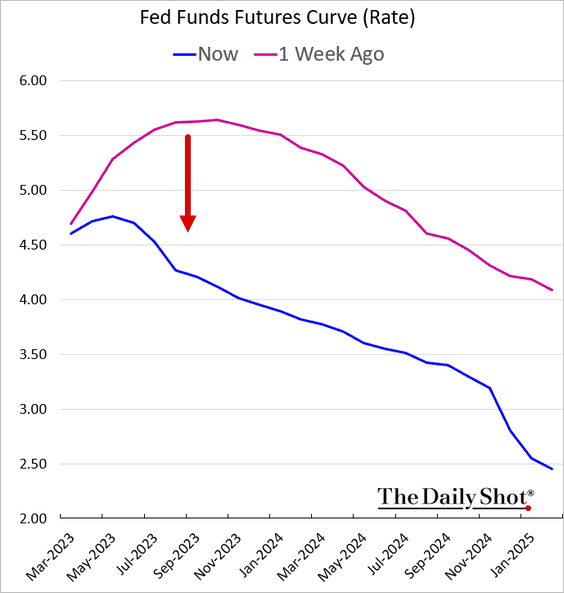 Fed Funds Futures Curve (Rate)
Now 1 Week Ago
6.00
5.50
5.00
4.50
4.00
3.50
3.00
2.50
2.00
The Daily Shot®
Mar-2023
May-2023
Jul-2023
Sep-2023
Nov-2023
Jan-2024
Mar-2024
May-2024
Jul-2024
Sep-2024
Nov-2024
Jan-2025